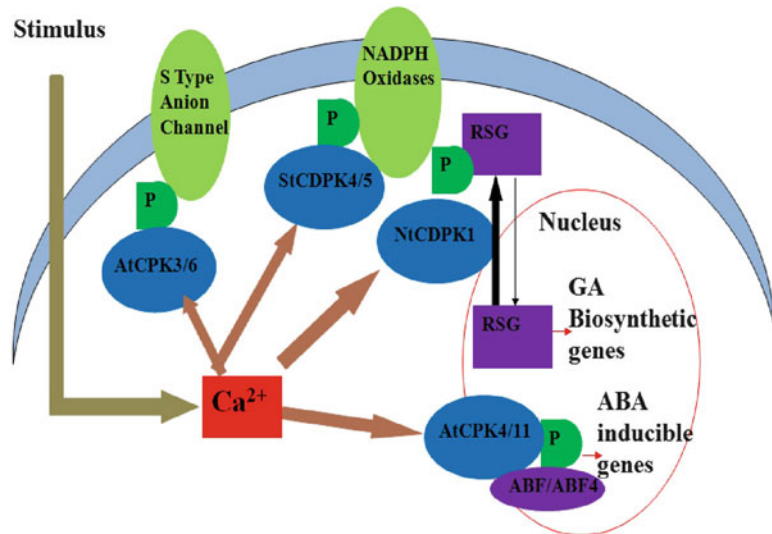 Stimulus
S Type
Anion
Channel
NADPH
Oxidases
P
RSG
P
StCDPK4/5
P
NtCDPK1
Nucleus
AtCPK3/6
GA
Biosynthetic
genes
RSG
Ca²⁺
ABA
inducible
genes
AtCPK4/11
P
ABF/ABF4